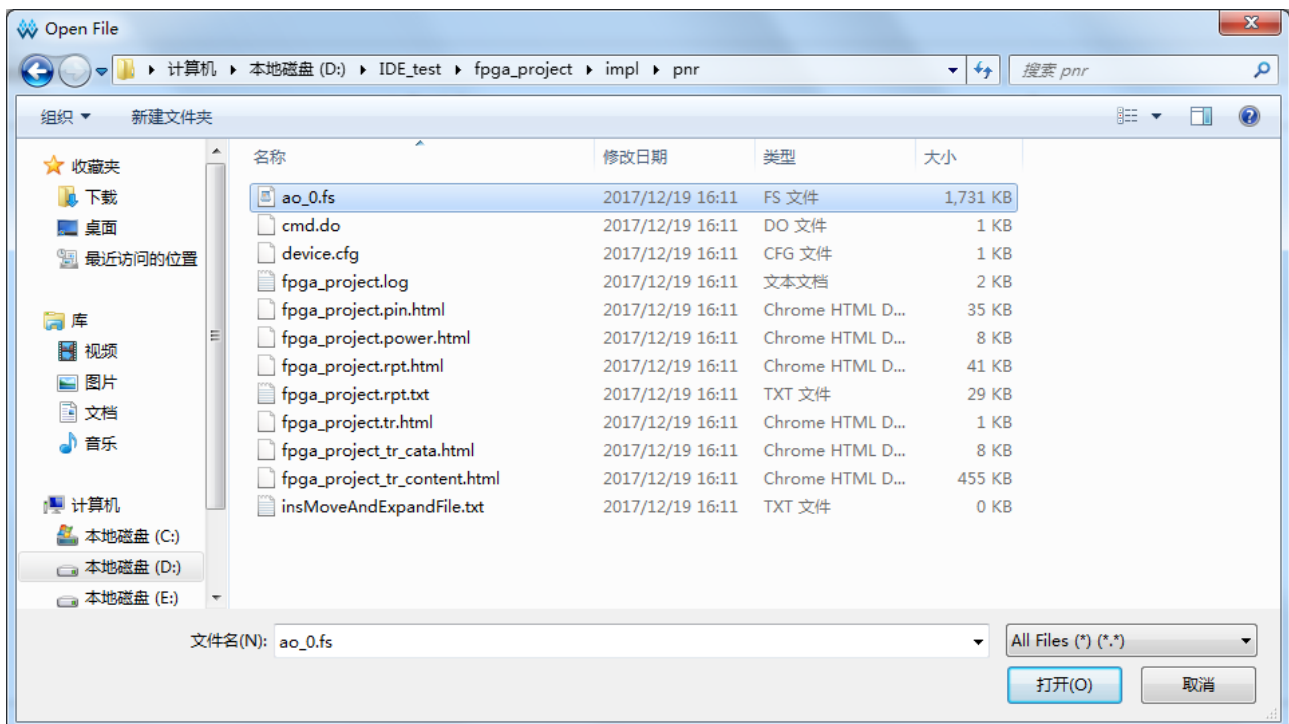 Open File
计算机 本地磁盘 (D:) IDE_test fpga_project impl pnr 搜索 pnr
组织 新建文件夹
收藏夹
下载
桌面
最近访问的位置
库
视频
图片
文档
音乐
计算机
本地磁盘 (C:)
本地磁盘 (D:)
本地磁盘 (E:)
名称 修改日期 类型 大小
ao_0.fs 2017/12/19 16:11 FS 文件 1,731 KB
cmd.do 2017/12/19 16:11 DO 文件 1 KB
device.cfg 2017/12/19 16:11 CFG 文件 1 KB
fpga_project.log 2017/12/19 16:11 文本文档 2 KB
fpga_project.pin.html 2017/12/19 16:11 Chrome HTML D... 35 KB
fpga_project.power.html 2017/12/19 16:11 Chrome HTML D... 8 KB
fpga_project.rpt.html 2017/12/19 16:11 Chrome HTML D... 41 KB
fpga_project.rpt.txt 2017/12/19 16:11 TXT 文件 29 KB
fpga_project.tr.html 2017/12/19 16:11 Chrome HTML D... 1 KB
fpga_project_tr_cata.html 2017/12/19 16:11 Chrome HTML D... 8 KB
fpga_project_tr_content.html 2017/12/19 16:11 Chrome HTML D... 455 KB
insMoveAndExpandFile.txt 2017/12/19 16:11 TXT 文件 0 KB
文件名(N): ao_0.fs All Files (*) (*.*)
打开(O) 取消